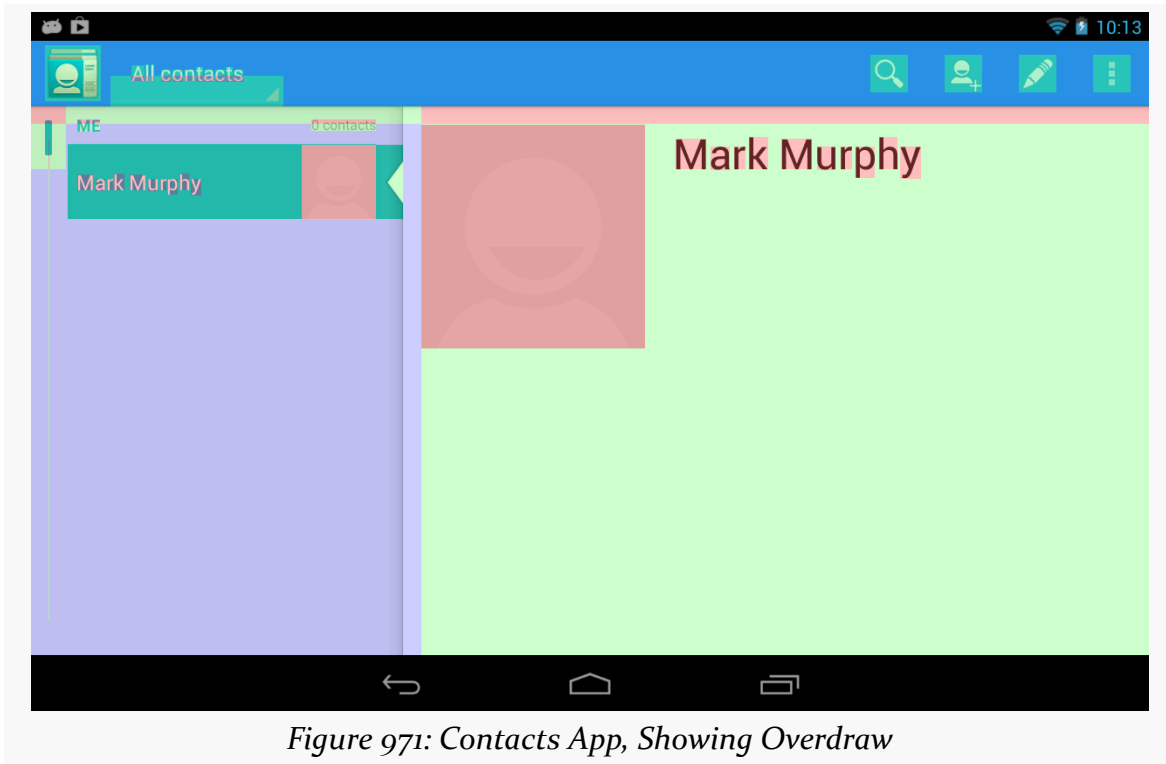 10:13
All contacts
ME 0 contacts
Mark Murphy
Mark Murphy
Figure 971: Contacts App, Showing Overdraw